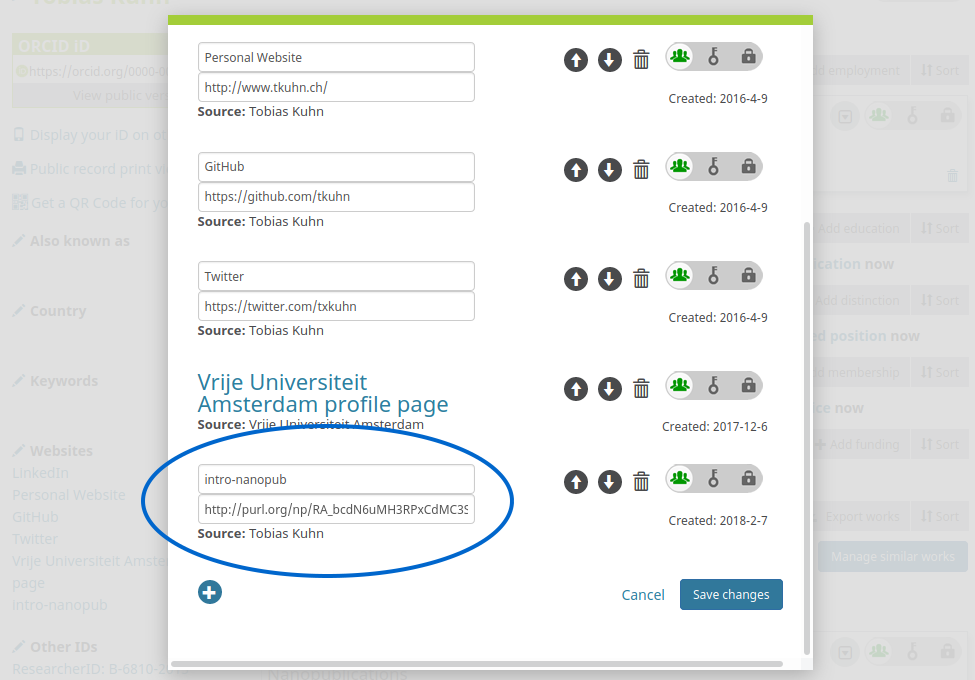 Tobias Kuhn
ORCID ID
https://orcid.org/0000-0
View public ver
Display your ID on ot
Public record print vi
Get a QR Code for yo
Also known as
Country
Keywords
Websites
LinkedIn
Personal Website
GitHub
Twitter
Vrije Universiteit Amste
page
intro-nanopub
Other IDs
ResearcherID: B-6810-2
Personal Website
http://www.tkuhn.ch/
Source: Tobias Kuhn
Created: 2016-4-9
GitHub
https://github.com/tkuhn
Source: Tobias Kuhn
Created: 2016-4-9
Twitter
https://twitter.com/txkuhn
Source: Tobias Kuhn
Created: 2016-4-9
Vrije Universiteit
Amsterdam profile page
Source: Vrije Universiteit Amsterdam
Created: 2017-12-6
intro-nanopub
http://purl.org/np/RA_bcdN6uMH3RPxCdMC3S
Source: Tobias Kuhn
Created: 2018-2-7
Cancel
Save changes
dd employment
Sort
Add education
Sort
ication now
Add distinction
Sort
ed position now
dd membership
Sort
ce now
Add funding
Sort
Export works
Sort
Manage similar works
Nanopublications